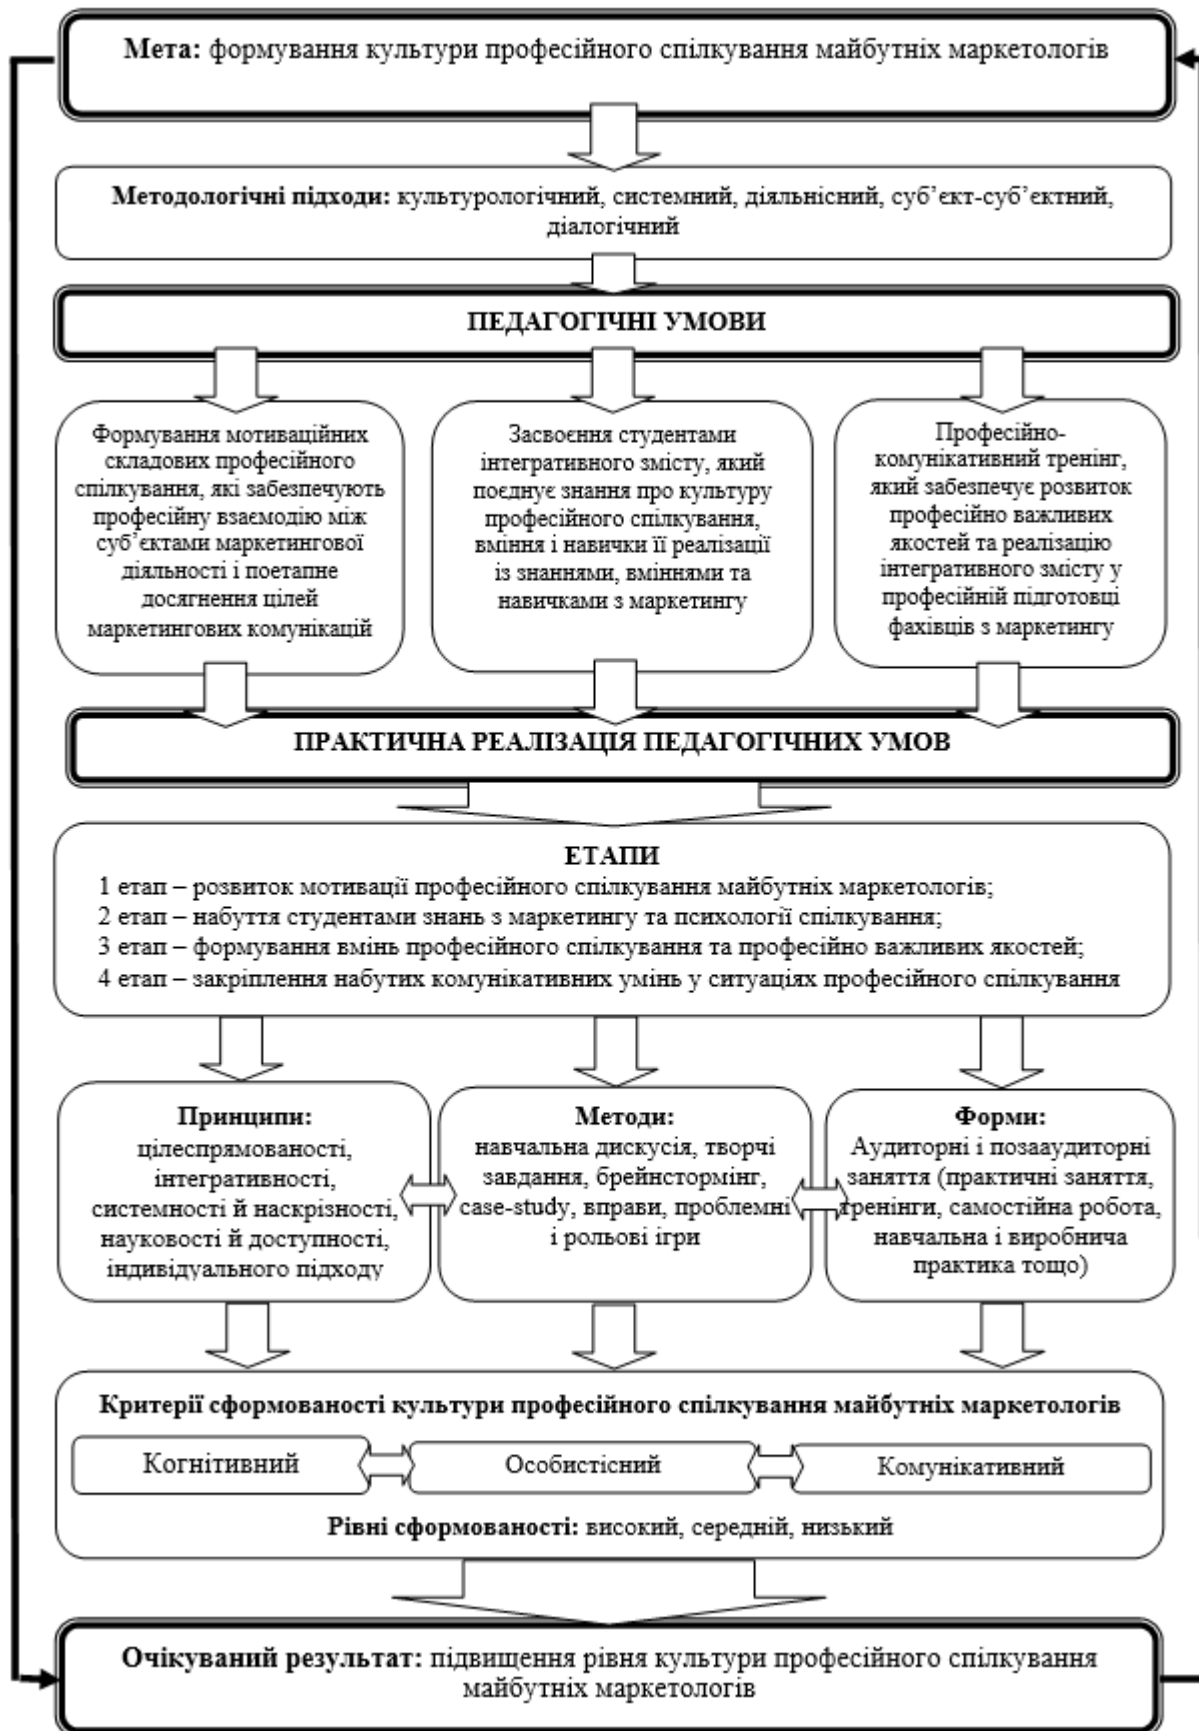 Мета: формування культури професійного спілкування майбутніх маркетологів
Методологічні підходи: культурологічний, системний, діяльнісний, суб’єкт-суб’єктний,
діалогічний
ПЕДАГОГІЧНІ УМОВИ
Формування мотиваційних
складових професійного
спілкування, які забезпечують
професійну взаємодію між
суб’єктами маркетингової
діяльності і поетапне
досягнення цілей
маркетингових комунікацій
Засвоєння студентами
інтегративного змісту, який
поєднує знання про культуру
професійного спілкування,
вміння і навички її реалізації
із знаннями, вміннями та
навичками з маркетингу
Професійно-
комунікативний тренінг,
який забезпечує розвиток
професійно важливих
якостей та реалізацію
інтегративного змісту у
професійній підготовці
фахівців з маркетингу
ПРАКТИЧНА РЕАЛІЗАЦІЯ ПЕДАГОГІЧНИХ УМОВ
ЕТАПИ
1 етап – розвиток мотивації професійного спілкування майбутніх маркетологів;
2 етап – набуття студентами знань з маркетингу та психології спілкування;
3 етап – формування вмінь професійного спілкування та професійно важливих якостей;
4 етап – закріплення набутих комунікативних умінь у ситуаціях професійного спілкування
Принципи:
цілеспрямованості,
інтегративності,
системності й наскрізності,
науковості й доступності,
індивідуального підходу
Методи:
навчальна дискусія, творчі
завдання, брейнстормінг,
case-study, вправи, проблемні
і рольові ігри
Форми:
Аудиторні і позааудиторні
заняття (практичні заняття,
тренінги, самостійна робота,
навчальна і виробнича
практика тощо)
Критерії сформованості культури професійного спілкування майбутніх маркетологів
Когнітивний
Особистісний
Комунікативний
Рівні сформованості: високий, середній, низький
Очікуваний результат: підвищення рівня культури професійного спілкування
майбутніх маркетологів